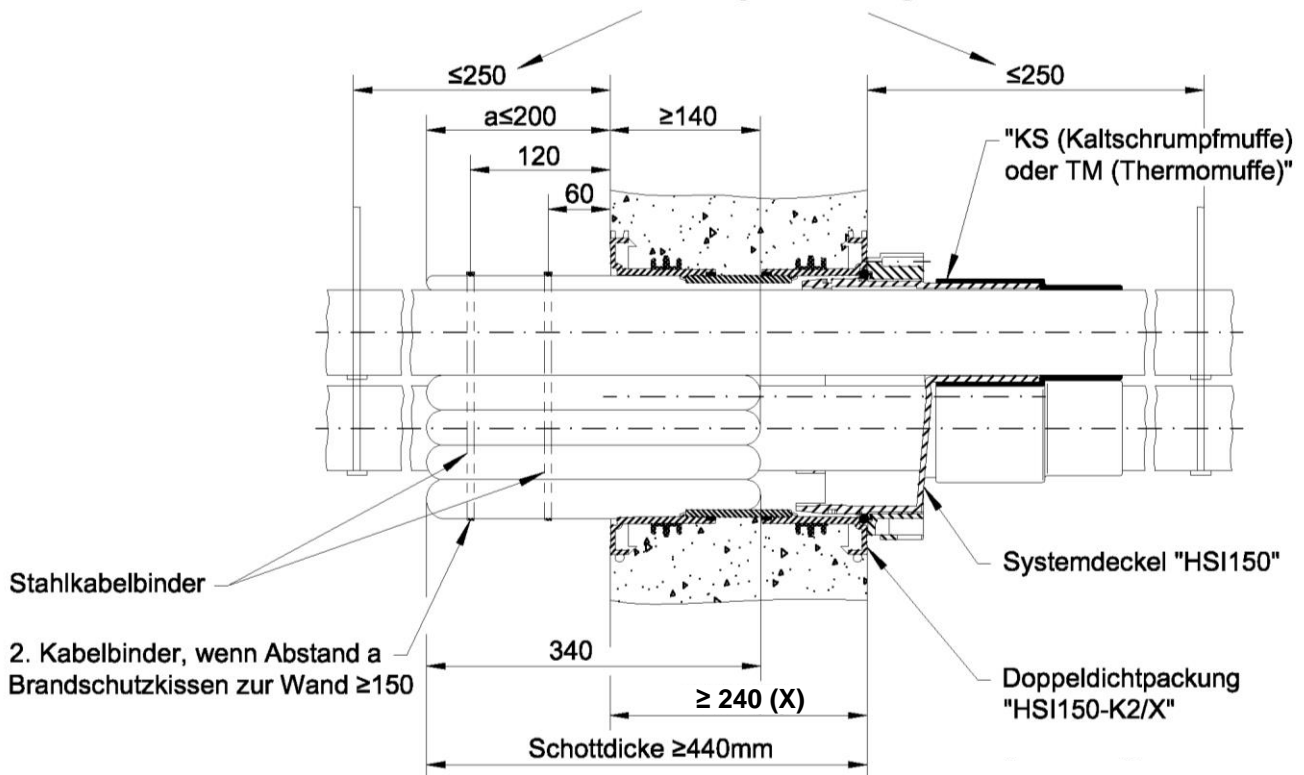 ≤250
≤250
a≤200
≥140
120
60
"KS (Kaltschrumpfmuffe)
oder TM (Thermomuffe)"
Stahlkabelbinder
2. Kabelbinder, wenn Abstand a
Brandschutzkissen zur Wand ≥150
340
≥ 240 (X)
Schottdicke ≥440mm
Systemdeckel "HSI150"
Doppeldichtpackung
"HSI150-K2/X"